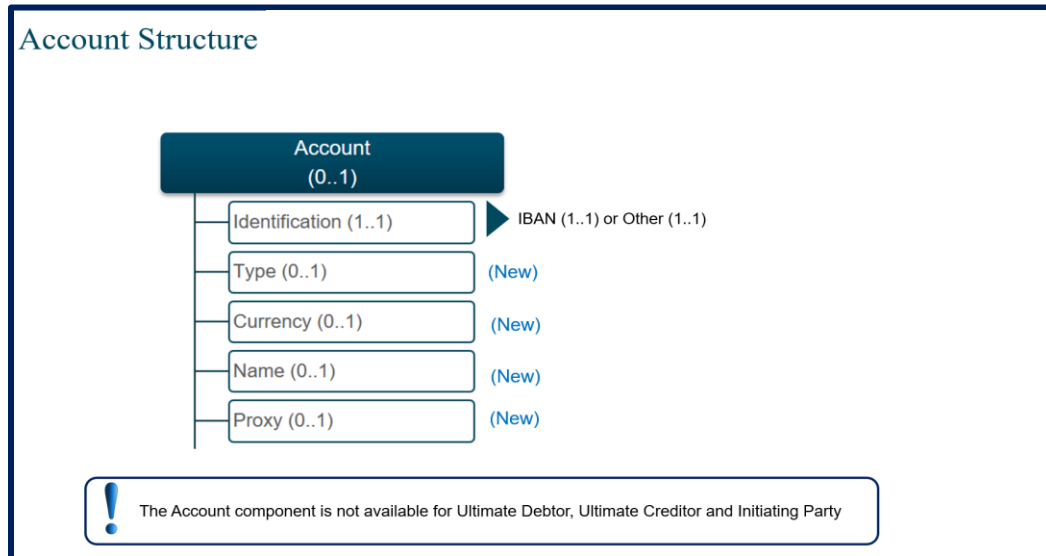 Account Structure
Account
(0..1)
Identification (1..1)
IBAN (1..1) or Other (1..1)
Type (0..1)
(New)
Currency (0..1)
(New)
Name (0..1)
(New)
Proxy (0..1)
(New)
The Account component is not available for Ultimate Debtor, Ultimate Creditor and Initiating Party